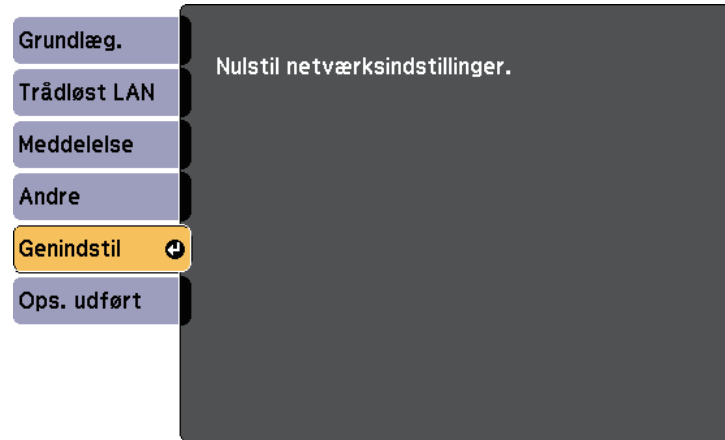 Grundlæg.
Trådløst LAN
Meddelelse
Andre
Genindstil
Ops. udført
Nulstil netværksindstillinger.